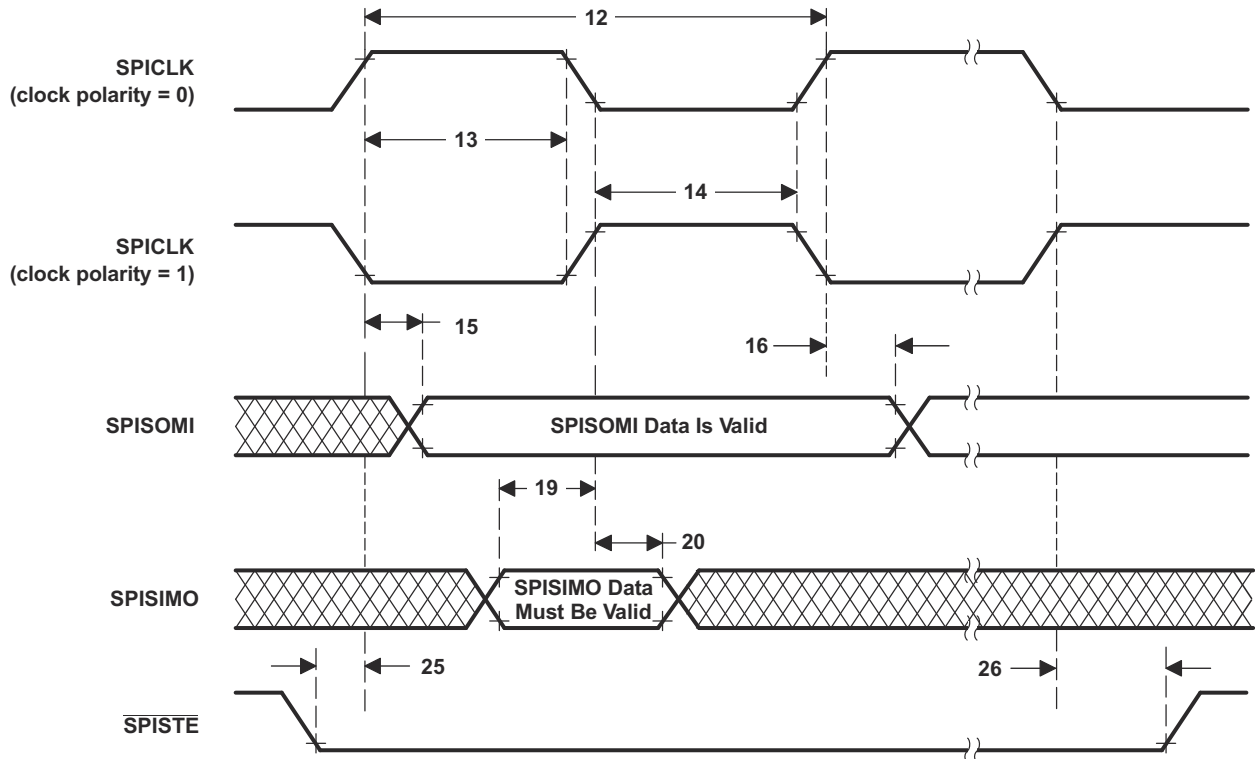 12
SPICLK
(clock polarity = 0)
13
14
SPICLK
(clock polarity = 1)
15
16
SPISOMI
SPISOMI Data Is Valid
19
20
SPISIMO
SPISIMO Data
Must Be Valid
25
26
SPISTE